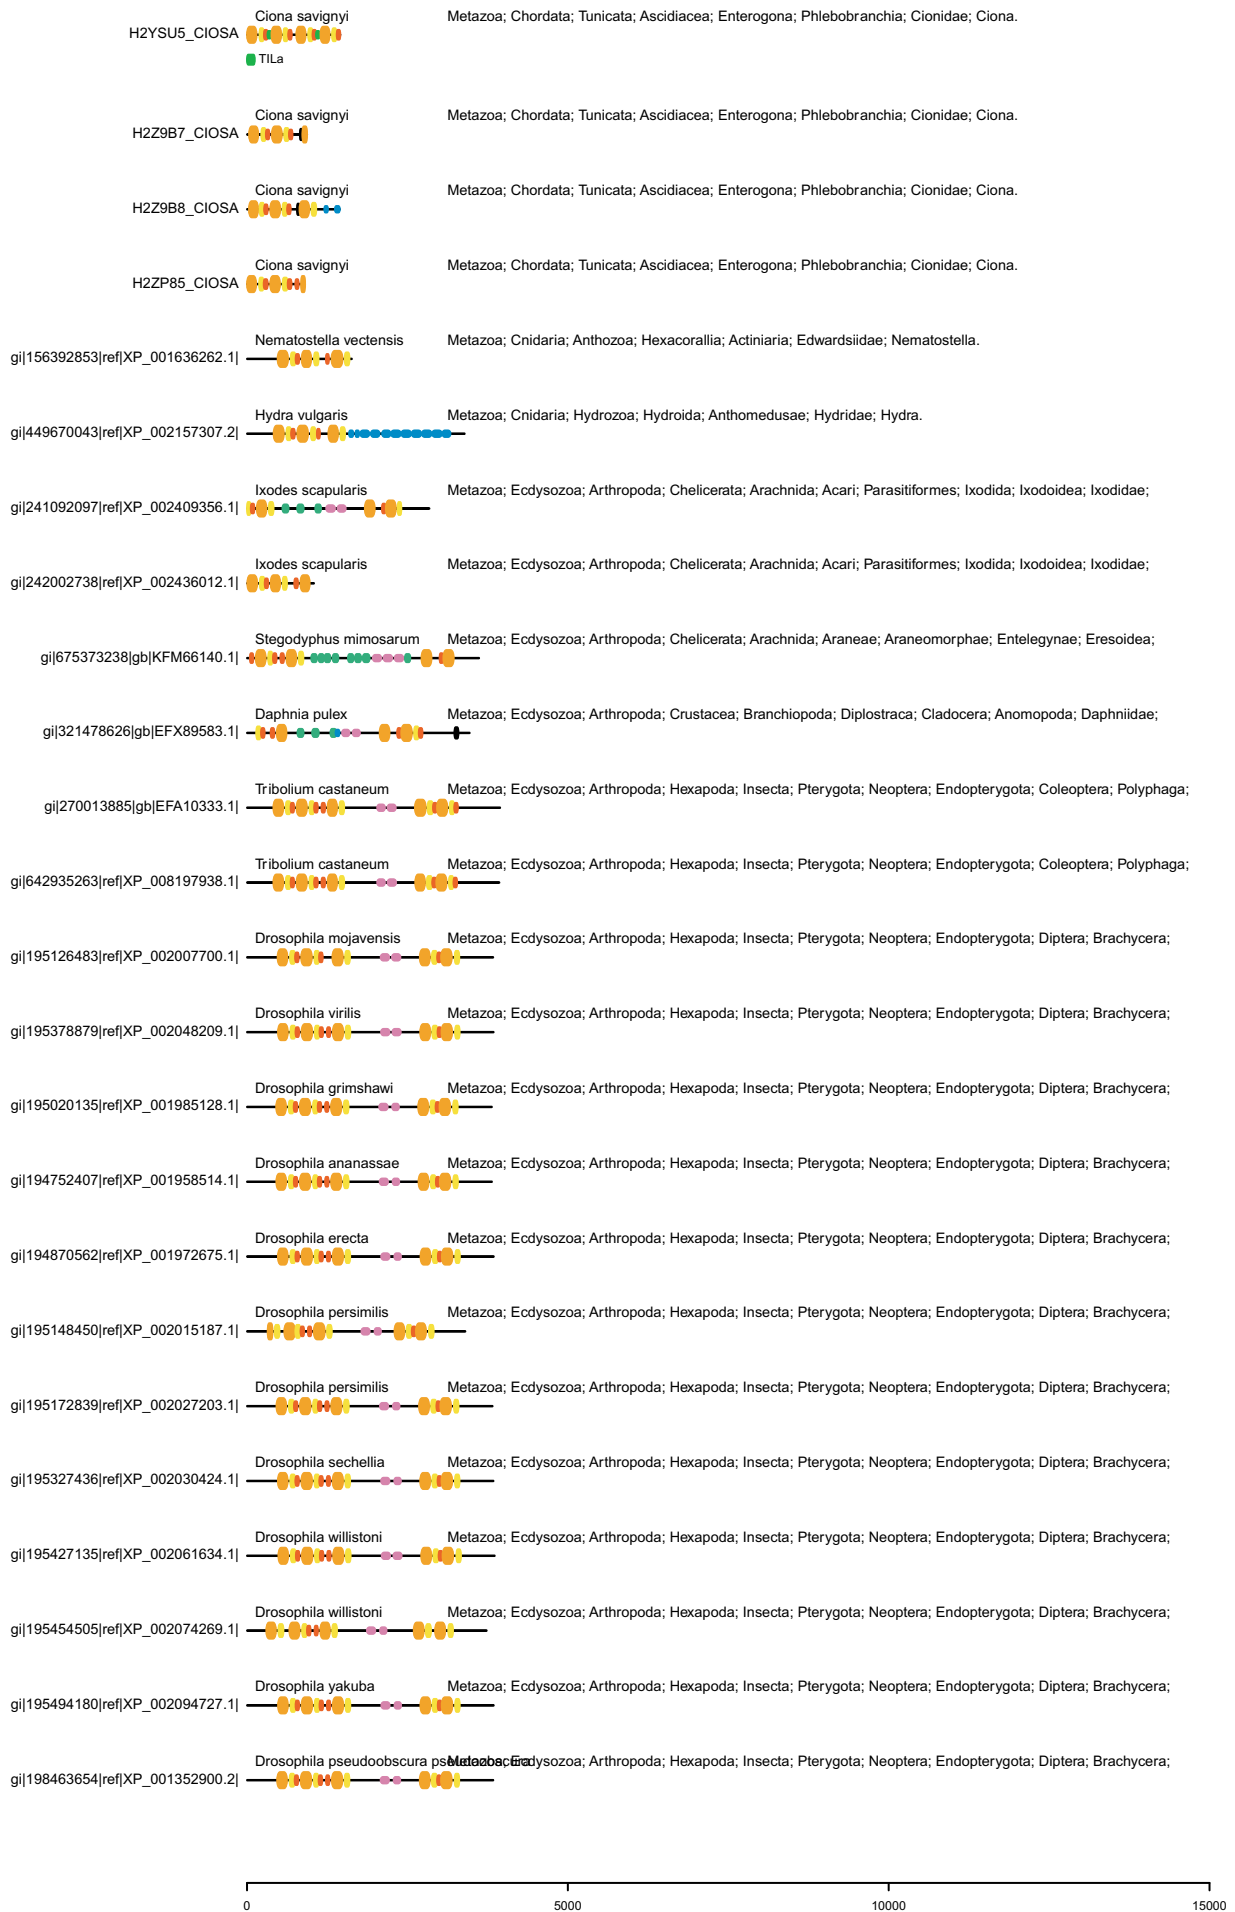 Ciona savignyi Metazoa; Chordata; Tunicata; Ascidiacea; Enterogona; Phlebobranchia; Cionidae; Ciona.
H2YSU5_CIOSA
TILa
Ciona savignyi Metazoa; Chordata; Tunicata; Ascidiacea; Enterogona; Phlebobranchia; Cionidae; Ciona.
H2Z9B7_CIOSA
Ciona savignyi Metazoa; Chordata; Tunicata; Ascidiacea; Enterogona; Phlebobranchia; Cionidae; Ciona.
H2Z9B8_CIOSA
Ciona savignyi Metazoa; Chordata; Tunicata; Ascidiacea; Enterogona; Phlebobranchia; Cionidae; Ciona.
H2ZP85_CIOSA
Nematostella vectensis Metazoa; Cnidaria; Anthozoa; Hexacorallia; Actiniaria; Edwardsiidae; Nematostella.
gi|156392853|ref|XP_001636262.1|
Hydra vulgaris Metazoa; Cnidaria; Hydrozoa; Hydroida; Anthomedusae; Hydridae; Hydra.
gi|449670043|ref|XP_002157307.2|
Ixodes scapularis Metazoa; Ecdysozoa; Arthropoda; Chelicerata; Arachnida; Acari; Parasitiformes; Ixodida; Ixodoidea; Ixodidae;
gi|241092097|ref|XP_002409356.1|
Ixodes scapularis Metazoa; Ecdysozoa; Arthropoda; Chelicerata; Arachnida; Acari; Parasitiformes; Ixodida; Ixodoidea; Ixodidae;
gi|242002738|ref|XP_002436012.1|
Stegodyphus mimosarum Metazoa; Ecdysozoa; Arthropoda; Chelicerata; Arachnida; Araneae; Araneomorphae; Entelegynae; Eresoidea;
gi|675373238|gb|KFM66140.1|
Daphnia pulex Metazoa; Ecdysozoa; Arthropoda; Crustacea; Branchiopoda; Diplostraca; Cladocera; Anomopoda; Daphniidae;
gi|321478626|gb|EFX89583.1|
Tribolium castaneum Metazoa; Ecdysozoa; Arthropoda; Hexapoda; Insecta; Pterygota; Neoptera; Endopterygota; Coleoptera; Polyphaga;
gi|270013885|gb|EFA10333.1|
Tribolium castaneum Metazoa; Ecdysozoa; Arthropoda; Hexapoda; Insecta; Pterygota; Neoptera; Endopterygota; Coleoptera; Polyphaga;
gi|642935263|ref|XP_008197938.1|
Drosophila mojavensis Metazoa; Ecdysozoa; Arthropoda; Hexapoda; Insecta; Pterygota; Neoptera; Endopterygota; Diptera; Brachycera;
gi|195126483|ref|XP_002007700.1|
Drosophila virilis Metazoa; Ecdysozoa; Arthropoda; Hexapoda; Insecta; Pterygota; Neoptera; Endopterygota; Diptera; Brachycera;
gi|195378879|ref|XP_002048209.1|
Drosophila grimshawi Metazoa; Ecdysozoa; Arthropoda; Hexapoda; Insecta; Pterygota; Neoptera; Endopterygota; Diptera; Brachycera;
gi|195020135|ref|XP_001985128.1|
Drosophila ananassae Metazoa; Ecdysozoa; Arthropoda; Hexapoda; Insecta; Pterygota; Neoptera; Endopterygota; Diptera; Brachycera;
gi|194752407|ref|XP_001958514.1|
Drosophila erecta Metazoa; Ecdysozoa; Arthropoda; Hexapoda; Insecta; Pterygota; Neoptera; Endopterygota; Diptera; Brachycera;
gi|194870562|ref|XP_001972675.1|
Drosophila persimilis Metazoa; Ecdysozoa; Arthropoda; Hexapoda; Insecta; Pterygota; Neoptera; Endopterygota; Diptera; Brachycera;
gi|195148450|ref|XP_002015187.1|
Drosophila persimilis Metazoa; Ecdysozoa; Arthropoda; Hexapoda; Insecta; Pterygota; Neoptera; Endopterygota; Diptera; Brachycera;
gi|195172839|ref|XP_002027203.1|
Drosophila sechellia Metazoa; Ecdysozoa; Arthropoda; Hexapoda; Insecta; Pterygota; Neoptera; Endopterygota; Diptera; Brachycera;
gi|195327436|ref|XP_002030424.1|
Drosophila willistoni Metazoa; Ecdysozoa; Arthropoda; Hexapoda; Insecta; Pterygota; Neoptera; Endopterygota; Diptera; Brachycera;
gi|195427135|ref|XP_002061634.1|
Drosophila willistoni Metazoa; Ecdysozoa; Arthropoda; Hexapoda; Insecta; Pterygota; Neoptera; Endopterygota; Diptera; Brachycera;
gi|195454505|ref|XP_002074269.1|
Drosophila yakuba Metazoa; Ecdysozoa; Arthropoda; Hexapoda; Insecta; Pterygota; Neoptera; Endopterygota; Diptera; Brachycera;
gi|195494180|ref|XP_002094727.1|
Drosophila pseudoobscura pseudoobscura Metazoa; Ecdysozoa; Arthropoda; Hexapoda; Insecta; Pterygota; Neoptera; Endopterygota; Diptera; Brachycera;
gi|198463654|ref|XP_001352900.2|
0 5000 10000 15000